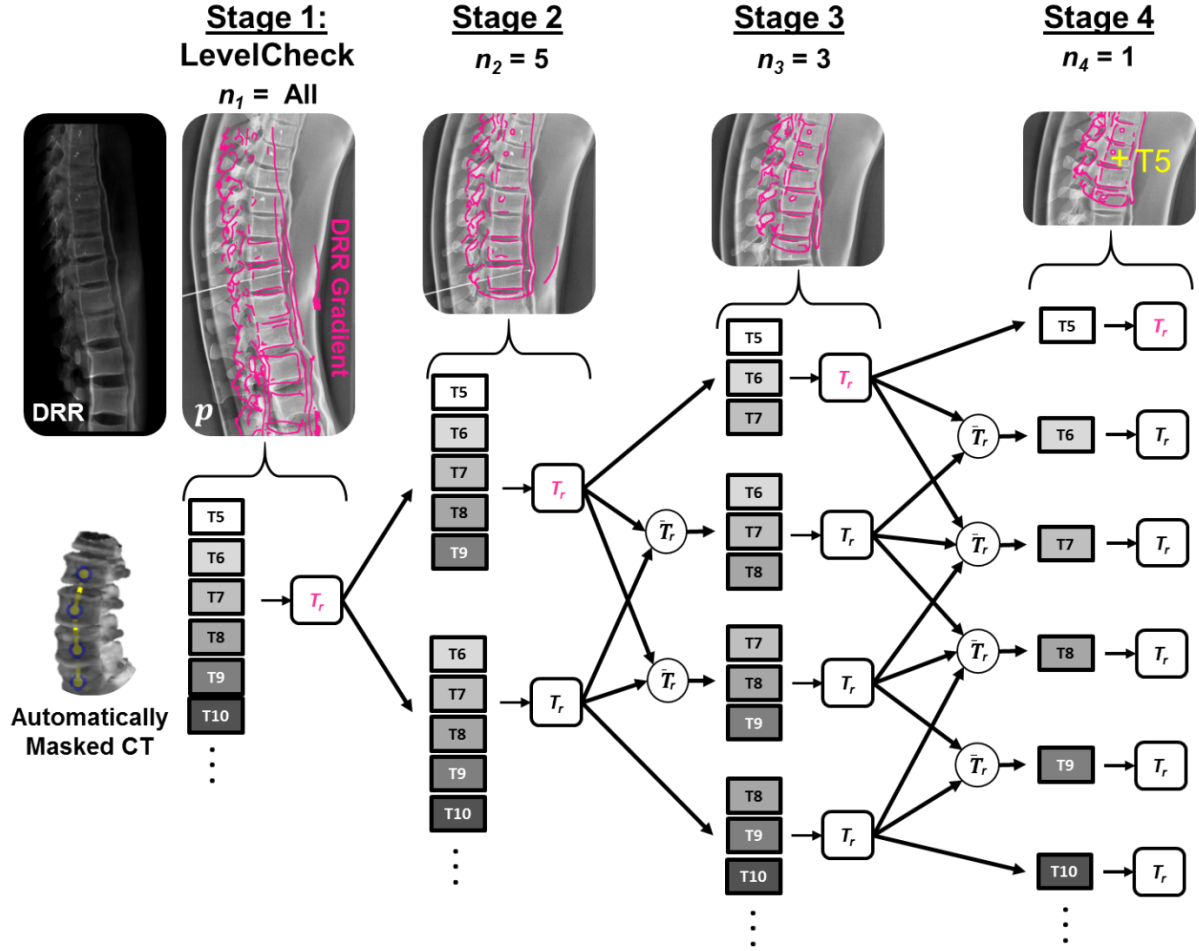 Stage 1:
LevelCheck
n1 = All
Stage 2
n2 = 5
Stage 3
n3 = 3
Stage 4
n4 = 1
DRR
p
DRR Gradient
+ T5
Automatically
Masked CT
T5
T6
T7
T8
T9
T10
Tr
T5
T6
T7
T8
T9
Tr
T6
T7
T8
T9
T10
Tr
T̄r
T̄r
T5
T6
T7
Tr
T6
T7
T8
Tr
T7
T8
T9
Tr
T8
T9
T10
Tr
T̄r
T̄r
T̄r
T̄r
T5
Tr
T6
Tr
T7
Tr
T8
Tr
T9
Tr
T10
Tr